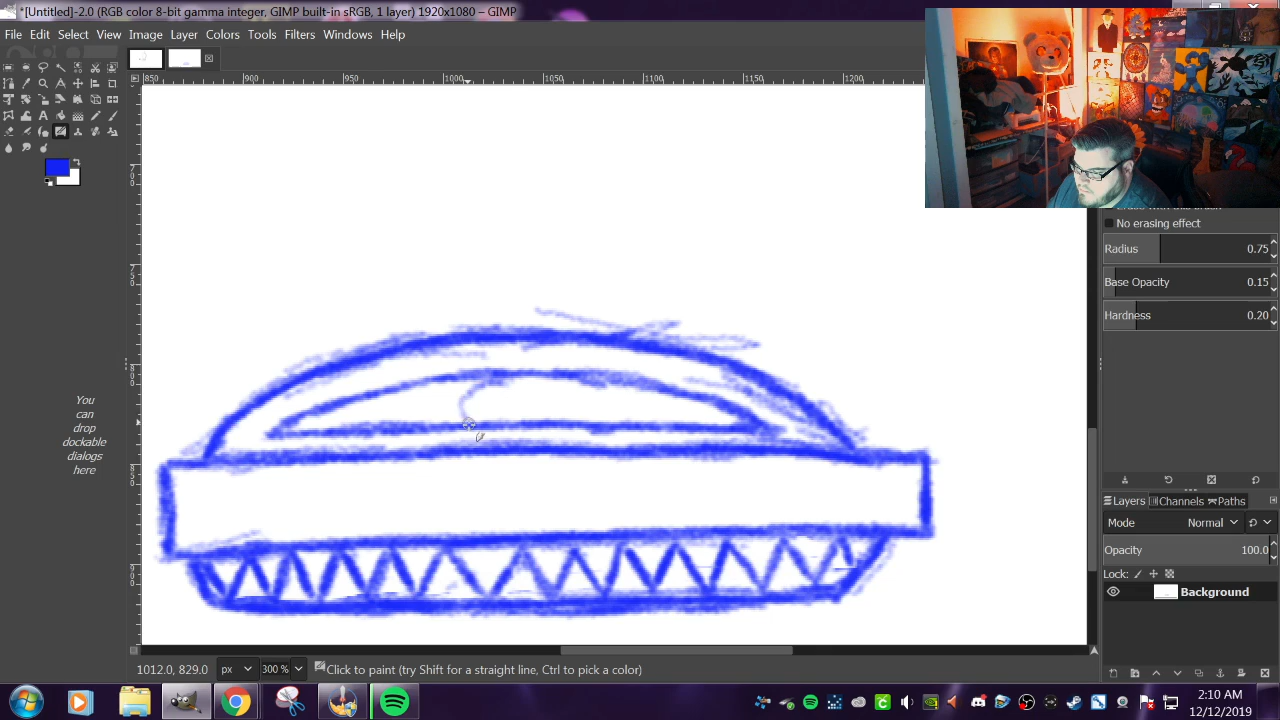 *[Untitled]-2.0 (RGB color 8-bit gamma integer, GIMP built-in sRGB, 1 layer) 1920x1080 – GIMP
File Edit Select View Image Layer Colors Tools Filters Windows Help
850 900 950 1000 1050 1100 1150 1200
No erasing effect
Radius 0.75
Base Opacity 0.15
Hardness 0.20
You
can
drop
dockable
dialogs
here
Layers Channels Paths
Mode Normal
Opacity 100.0
Lock:
Background
1012.0, 829.0 px 300 % Click to paint (try Shift for a straight line, Ctrl to pick a color)
2:10 AM
12/12/2019